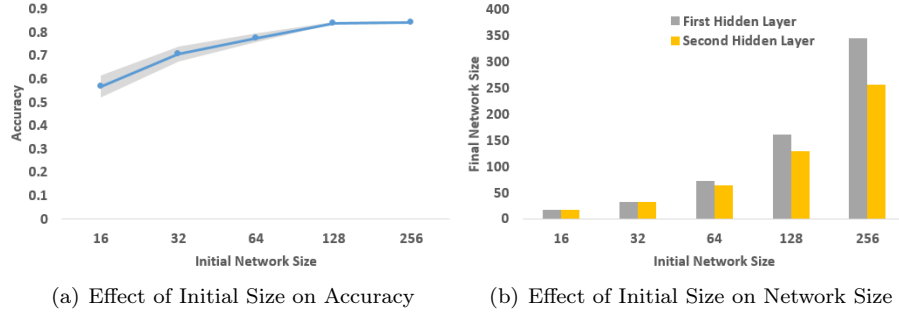 0.9
0.8
0.7
0.6
0.5
0.4
0.3
0.2
0.1
0
Accuracy
16 32 64 128 256
Initial Network Size
(a) Effect of Initial Size on Accuracy
400
350
300
250
200
150
100
50
0
Final Network Size
First Hidden Layer
Second Hidden Layer
16 32 64 128 256
Initial Network Size
(b) Effect of Initial Size on Network Size